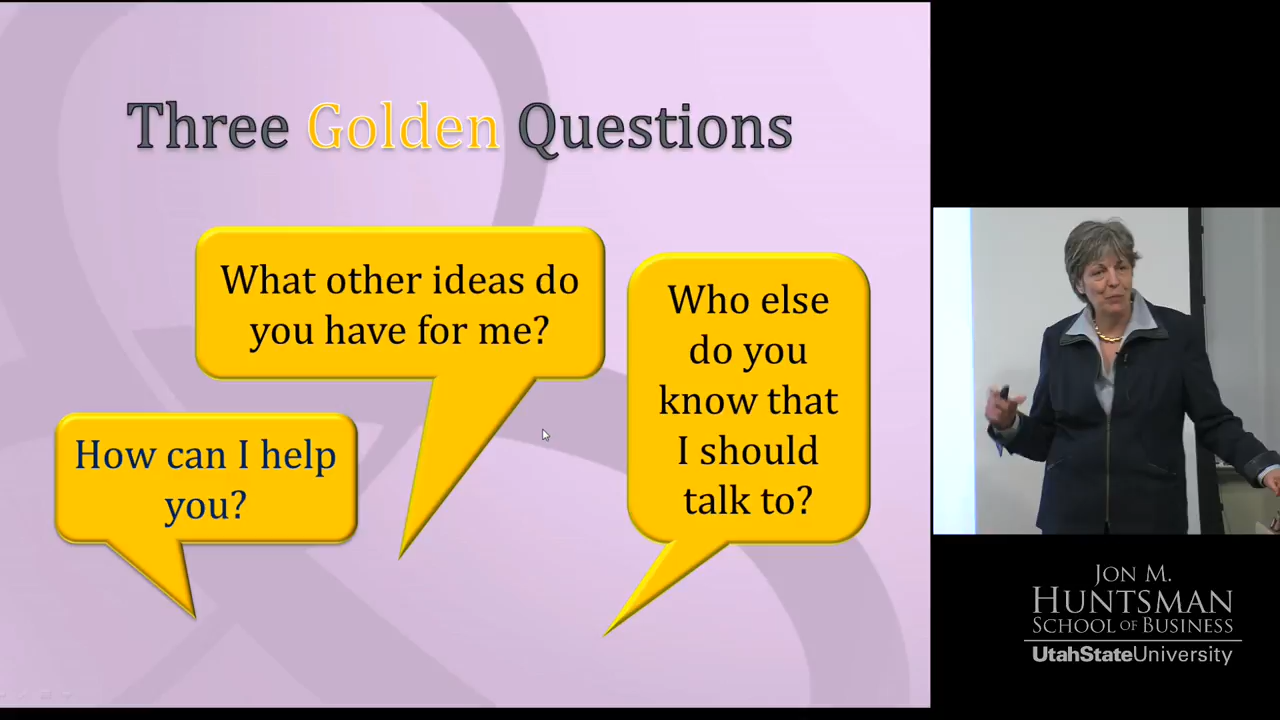 Three Golden Questions
What other ideas do
you have for me?
Who else
do you
know that
I should
talk to?
How can I help
you?
JON M.
HUNTSMAN
SCHOOL OF BUSINESS
UtahStateUniversity